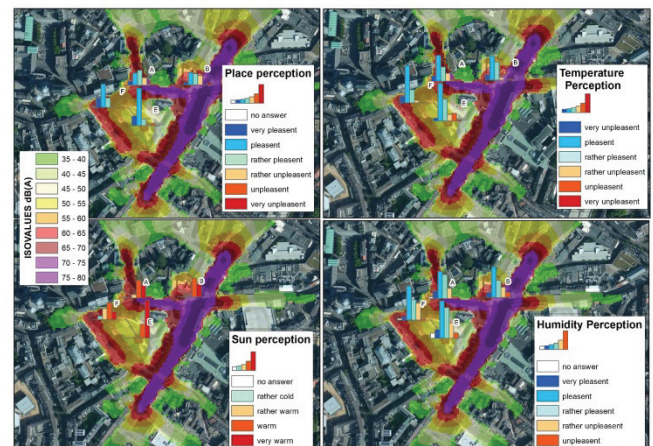 A
B
F
E
Place perception
no answer
very pleasent
pleasent
rather pleasent
rather unpleasent
unpleasent
very unpleasent
A
B
F
E
Temperature
Perception
very unpleasent
pleasent
rather pleasent
rather unpleasent
unpleasent
very unpleasent
ISOVALUES dB(A)
35 - 40
40 - 45
45 - 50
50 - 55
55 - 60
60 - 65
65 - 70
70 - 75
75 - 80
A
B
F
E
Sun perception
no answer
rather cold
rather warm
warm
very warm
A
B
F
E
Humidity Perception
no answer
very pleasent
pleasent
rather pleasent
rather unpleasent
unpleasent